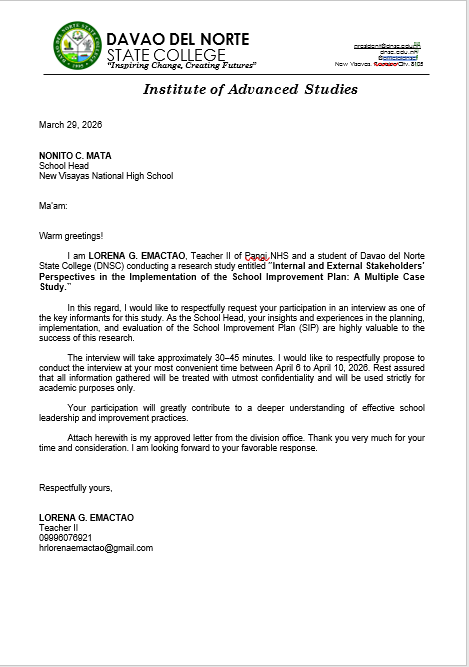 DAVAO DEL NORTE
STATE COLLEGE
"Inspiring Change, Creating Futures"
president@dnsc.edu.ph
dnsc.edu.ph
New Visayas, Panabo City, 8105
Institute of Advanced Studies
March 29, 2026
NONITO C. MATA
School Head
New Visayas National High School
Ma'am:
Warm greetings!
I am LORENA G. EMACTAO, Teacher II of Pangi NHS and a student of Davao del Norte
State College (DNSC) conducting a research study entitled "Internal and External Stakeholders'
Perspectives in the Implementation of the School Improvement Plan: A Multiple Case
Study."
In this regard, I would like to respectfully request your participation in an interview as one of
the key informants for this study. As the School Head, your insights and experiences in the planning,
implementation, and evaluation of the School Improvement Plan (SIP) are highly valuable to the
success of this research.
The interview will take approximately 30–45 minutes. I would like to respectfully propose to
conduct the interview at your most convenient time between April 6 to April 10, 2026. Rest assured
that all information gathered will be treated with utmost confidentiality and will be used strictly for
academic purposes only.
Your participation will greatly contribute to a deeper understanding of effective school
leadership and improvement practices.
Attach herewith is my approved letter from the division office. Thank you very much for your
time and consideration. I am looking forward to your favorable response.
Respectfully yours,
LORENA G. EMACTAO
Teacher II
09996076921
hrlorenaemactao@gmail.com